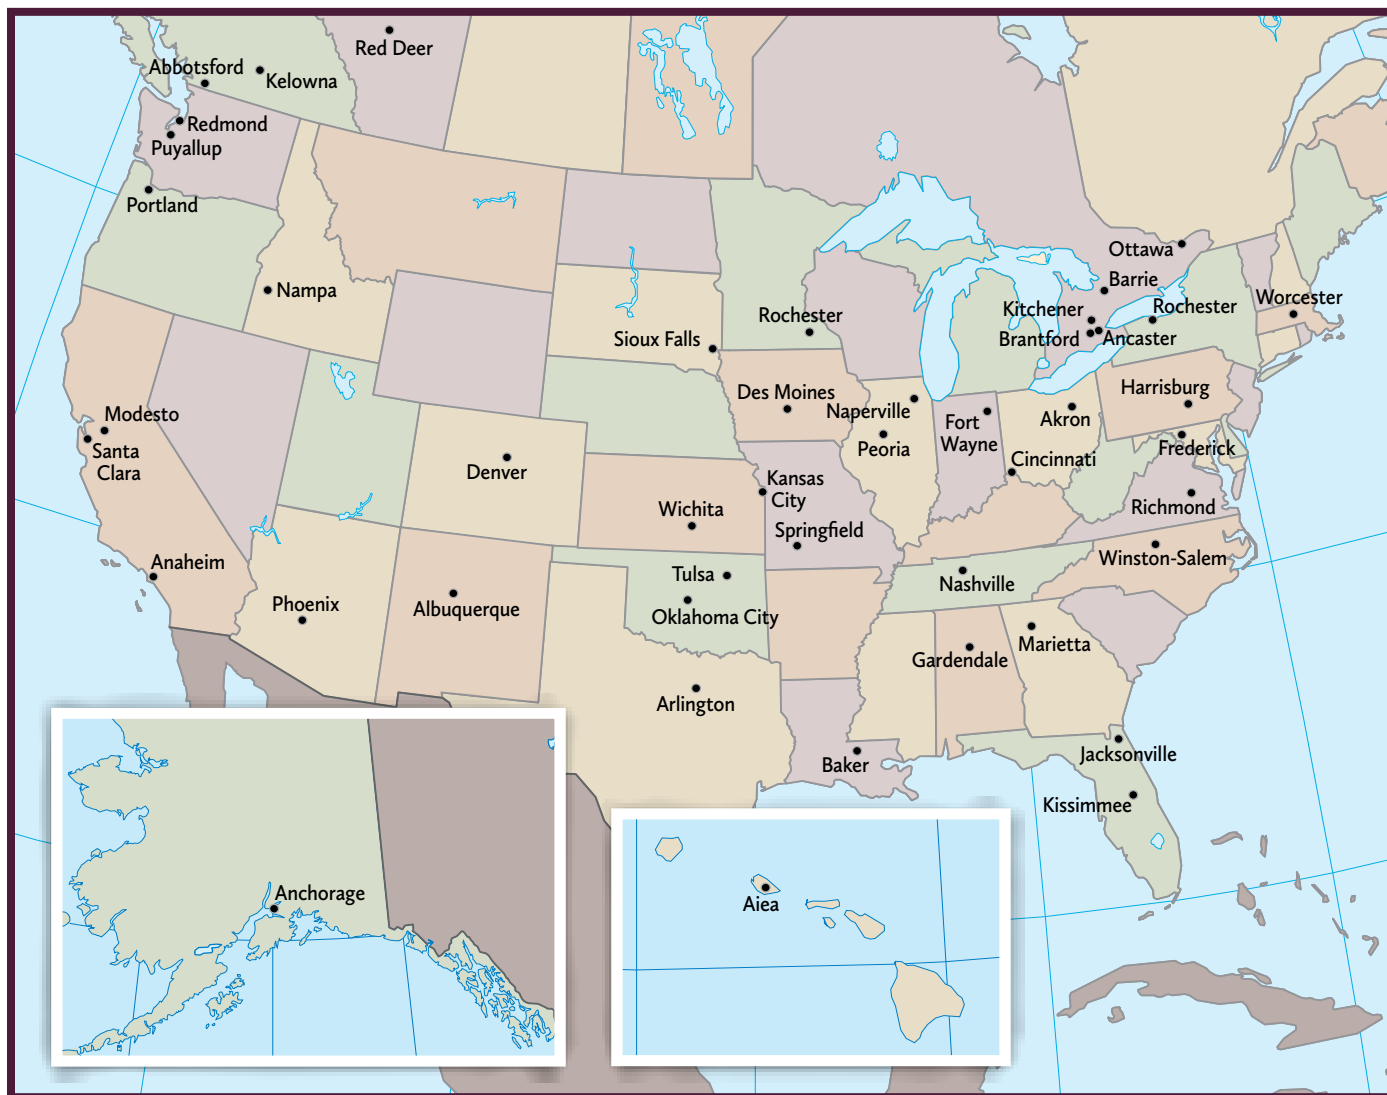 Red Deer
Abbotsford
Kelowna
Redmond
Puyallup
Portland
Ottawa
Barrie
Nampa
Kitchener
Rochester
Worcester
Rochester
Sioux Falls
Brantford
Ancaster
Harrisburg
Des Moines
Naperville
Modesto
Fort
Wayne
Akron
Santa
Clara
Peoria
Frederick
Cincinnati
Denver
Kansas
City
Wichita
Richmond
Springfield
Winston-Salem
Anaheim
Tulsa
Nashville
Phoenix
Albuquerque
Oklahoma City
Marietta
Gardendale
Arlington
Jacksonville
Baker
Kissimmee
Anchorage
Aiea